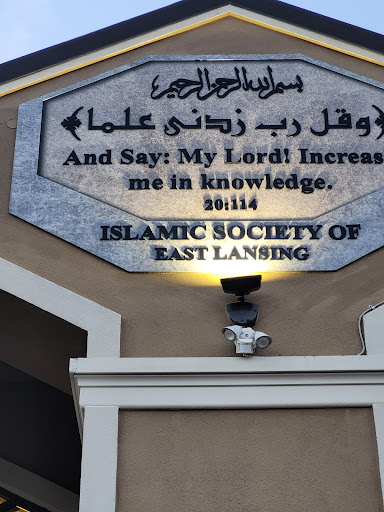 بسم الله الرحمن الرحيم
﴿وقل رب زدني علما﴾
And Say: My Lord! Increas
me in knowledge.
20:114
ISLAMIC SOCIETY OF
EAST LANSING